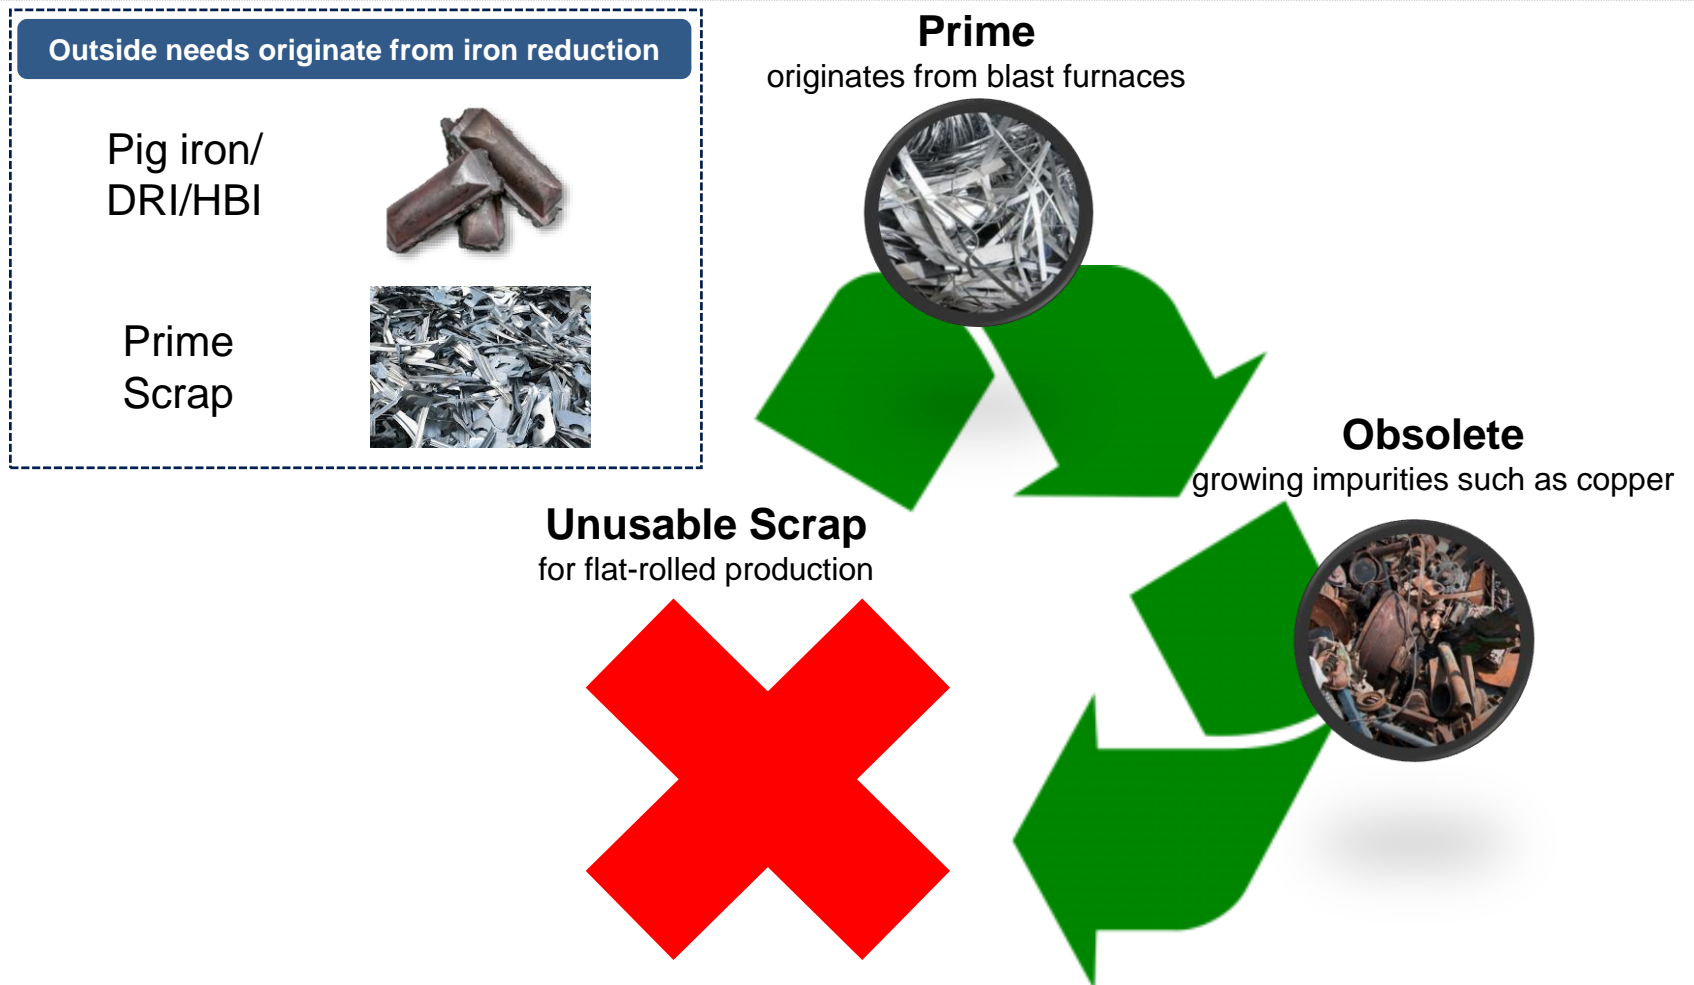 Outside needs originate from iron reduction
Pig iron/
DRI/HBI
Prime
Scrap
Prime
originates from blast furnaces
Obsolete
growing impurities such as copper
Unusable Scrap
for flat-rolled production